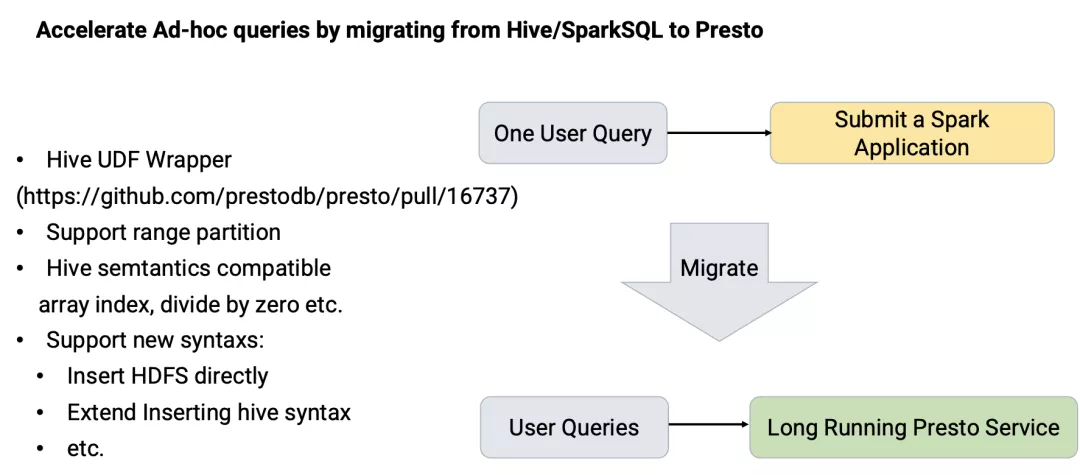 Accelerate Ad-hoc queries by migrating from Hive/SparkSQL to Presto
• Hive UDF Wrapper
(https://github.com/prestodb/presto/pull/16737)
• Support range partition
• Hive semtantics compatible
array index, divide by zero etc.
• Support new syntaxs:
• Insert HDFS directly
• Extend Inserting hive syntax
• etc.
One User Query
Submit a Spark
Application
Migrate
User Queries
Long Running Presto Service